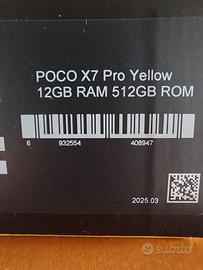 POCO X7 Pro Yellow
12GB RAM 512GB ROM
6 932554 408947
2025.03
subito